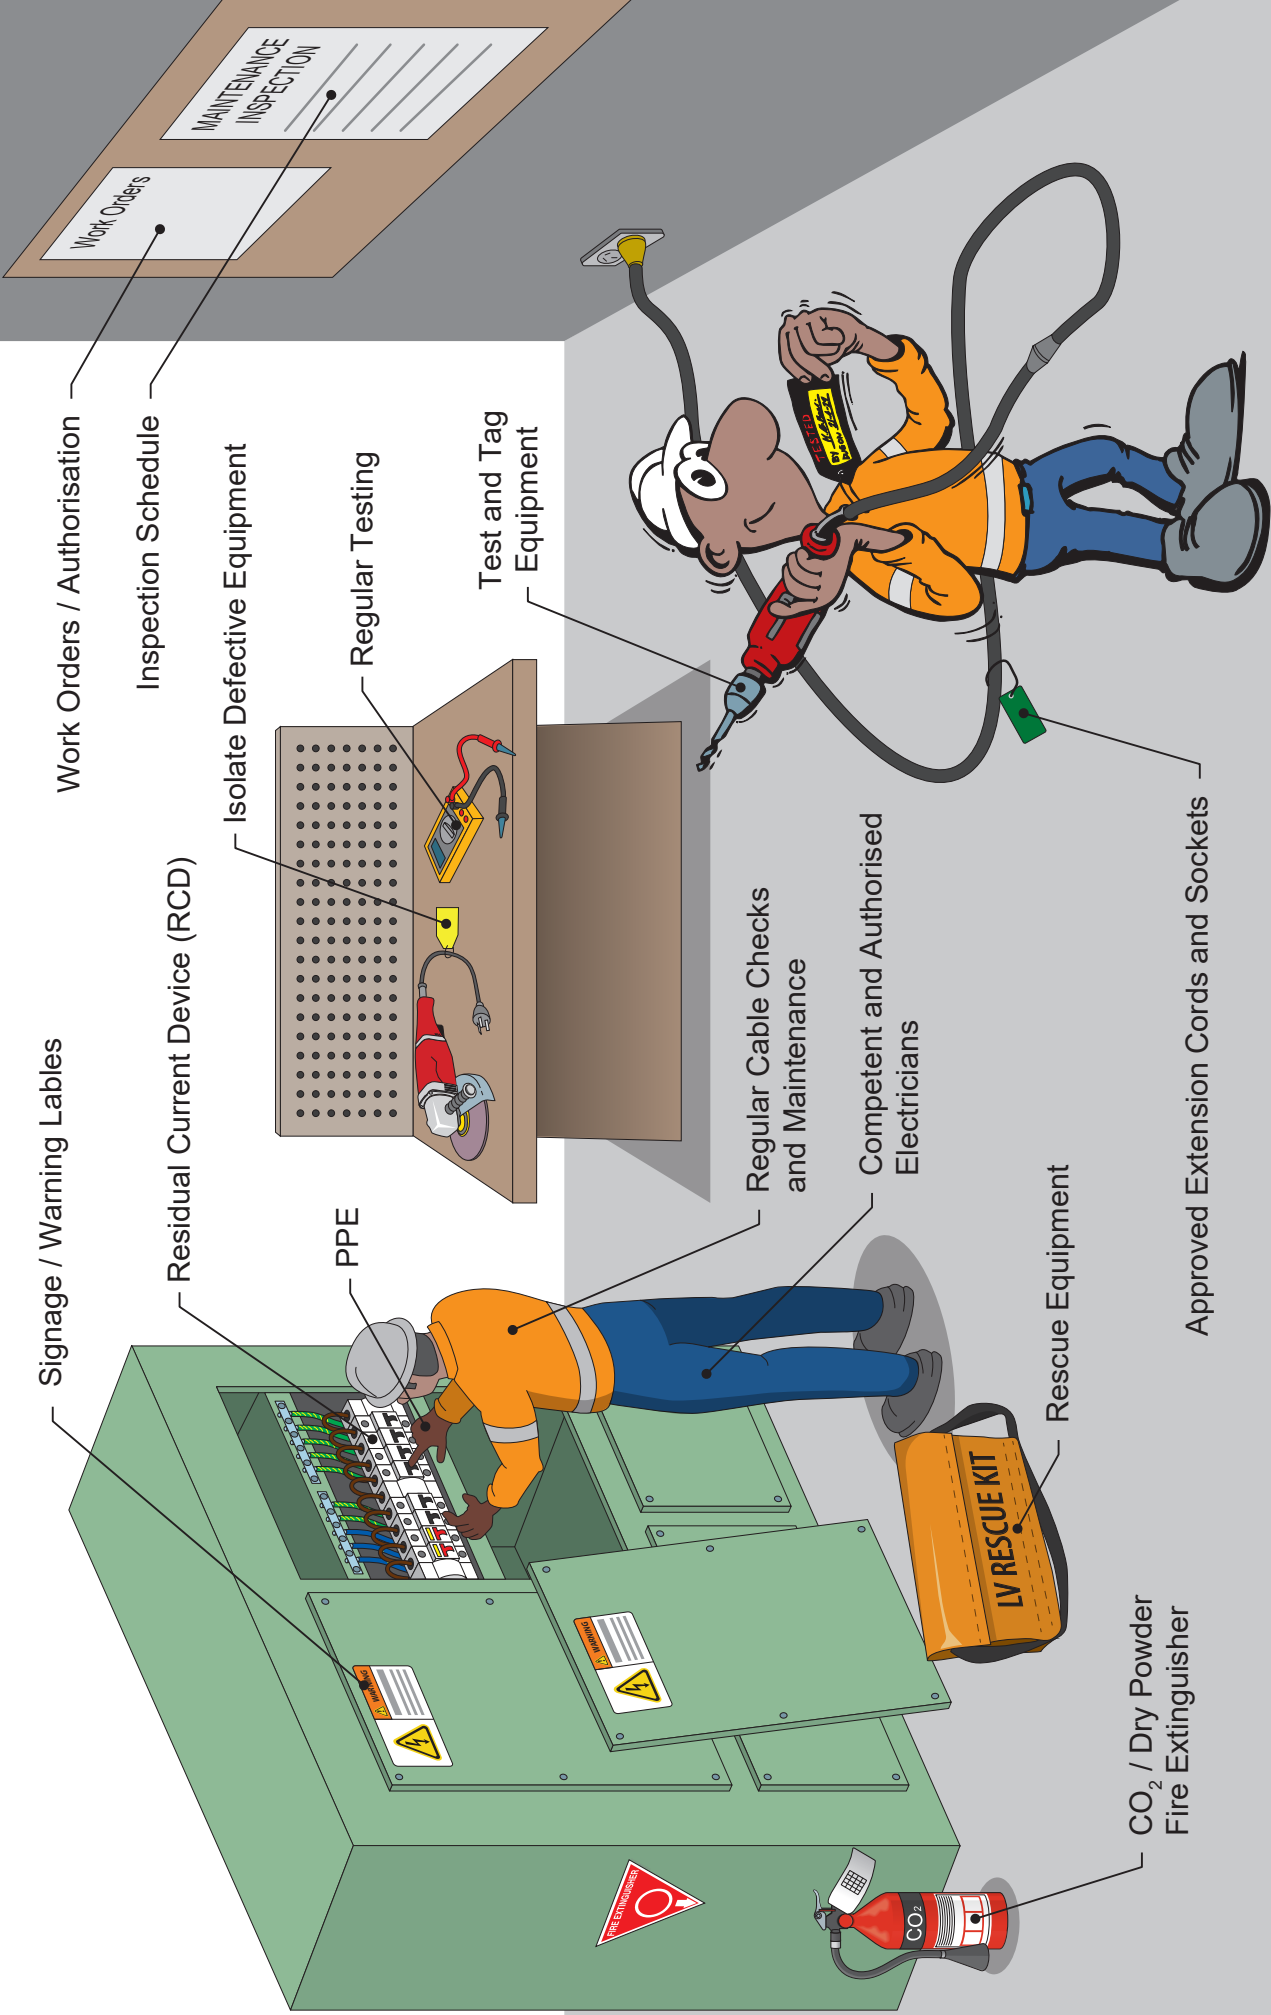 Signage / Warning Lables
Residual Current Device (RCD)
PPE
Work Orders / Authorisation
Inspection Schedule
Isolate Defective Equipment
Regular Testing
Test and Tag
Equipment
Work Orders
MAINTENANCE
INSPECTION
WARNING
WARNING
TESTED
BY
Regular Cable Checks
and Maintenance
Competent and Authorised
Electricians
Rescue Equipment
LV RESCUE KIT
Approved Extension Cords and Sockets
CO2 / Dry Powder
Fire Extinguisher
FIRE EXTINGUISHER
CO2